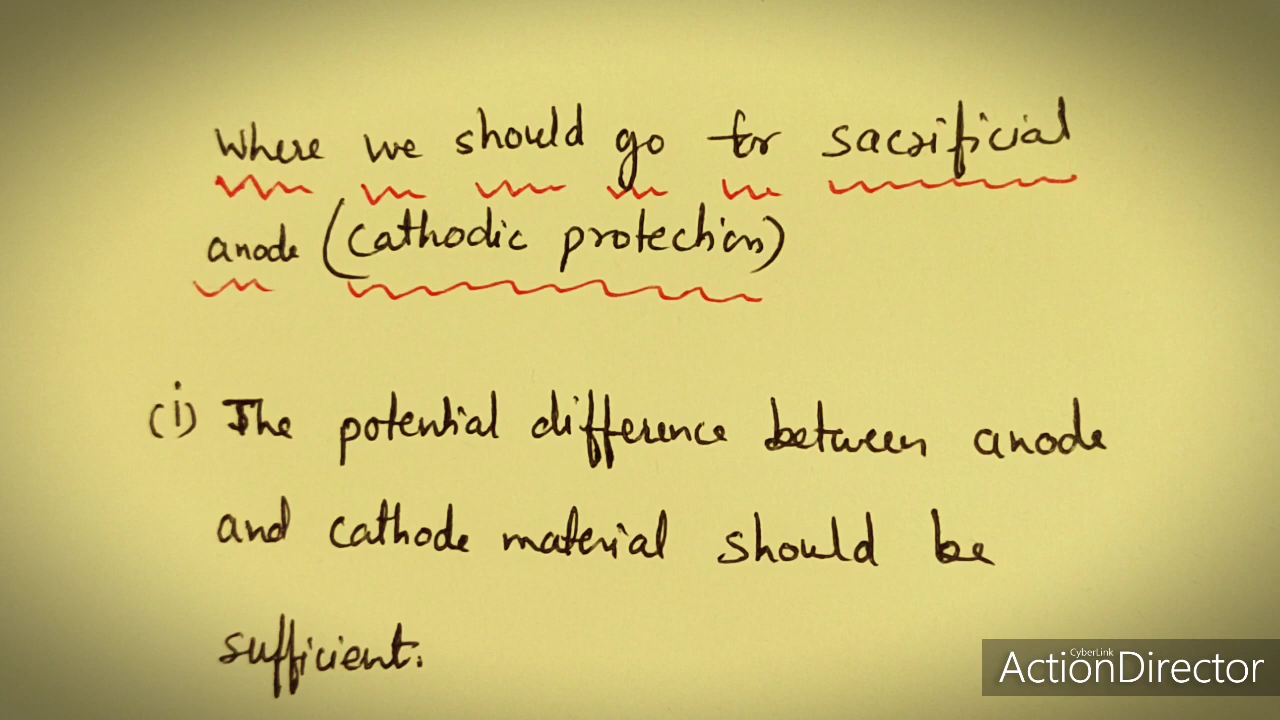 Where we should go for sacrificial
anode (cathodic protection)
(i) The potential difference between anode
and cathode material should be
sufficient.
CyberLink
ActionDirector